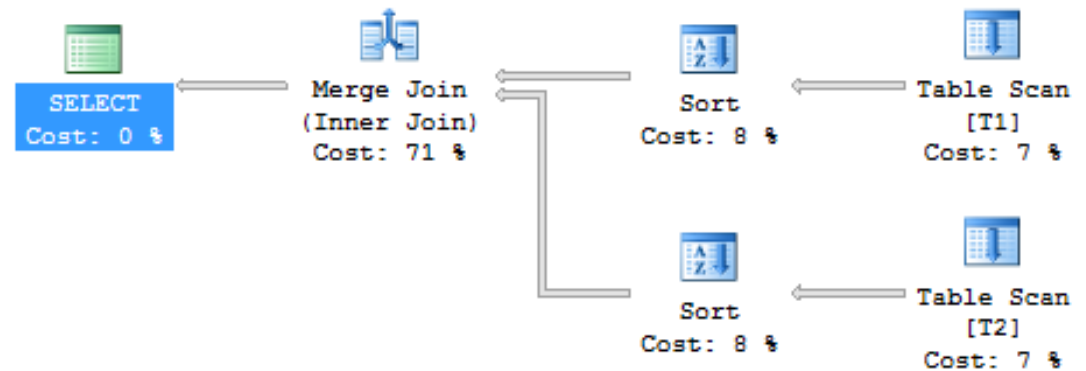 SELECT
Cost: 0 %
Merge Join
(Inner Join)
Cost: 71 %
Sort
Cost: 8 %
Table Scan
[T1]
Cost: 7 %
Sort
Cost: 8 %
Table Scan
[T2]
Cost: 7 %